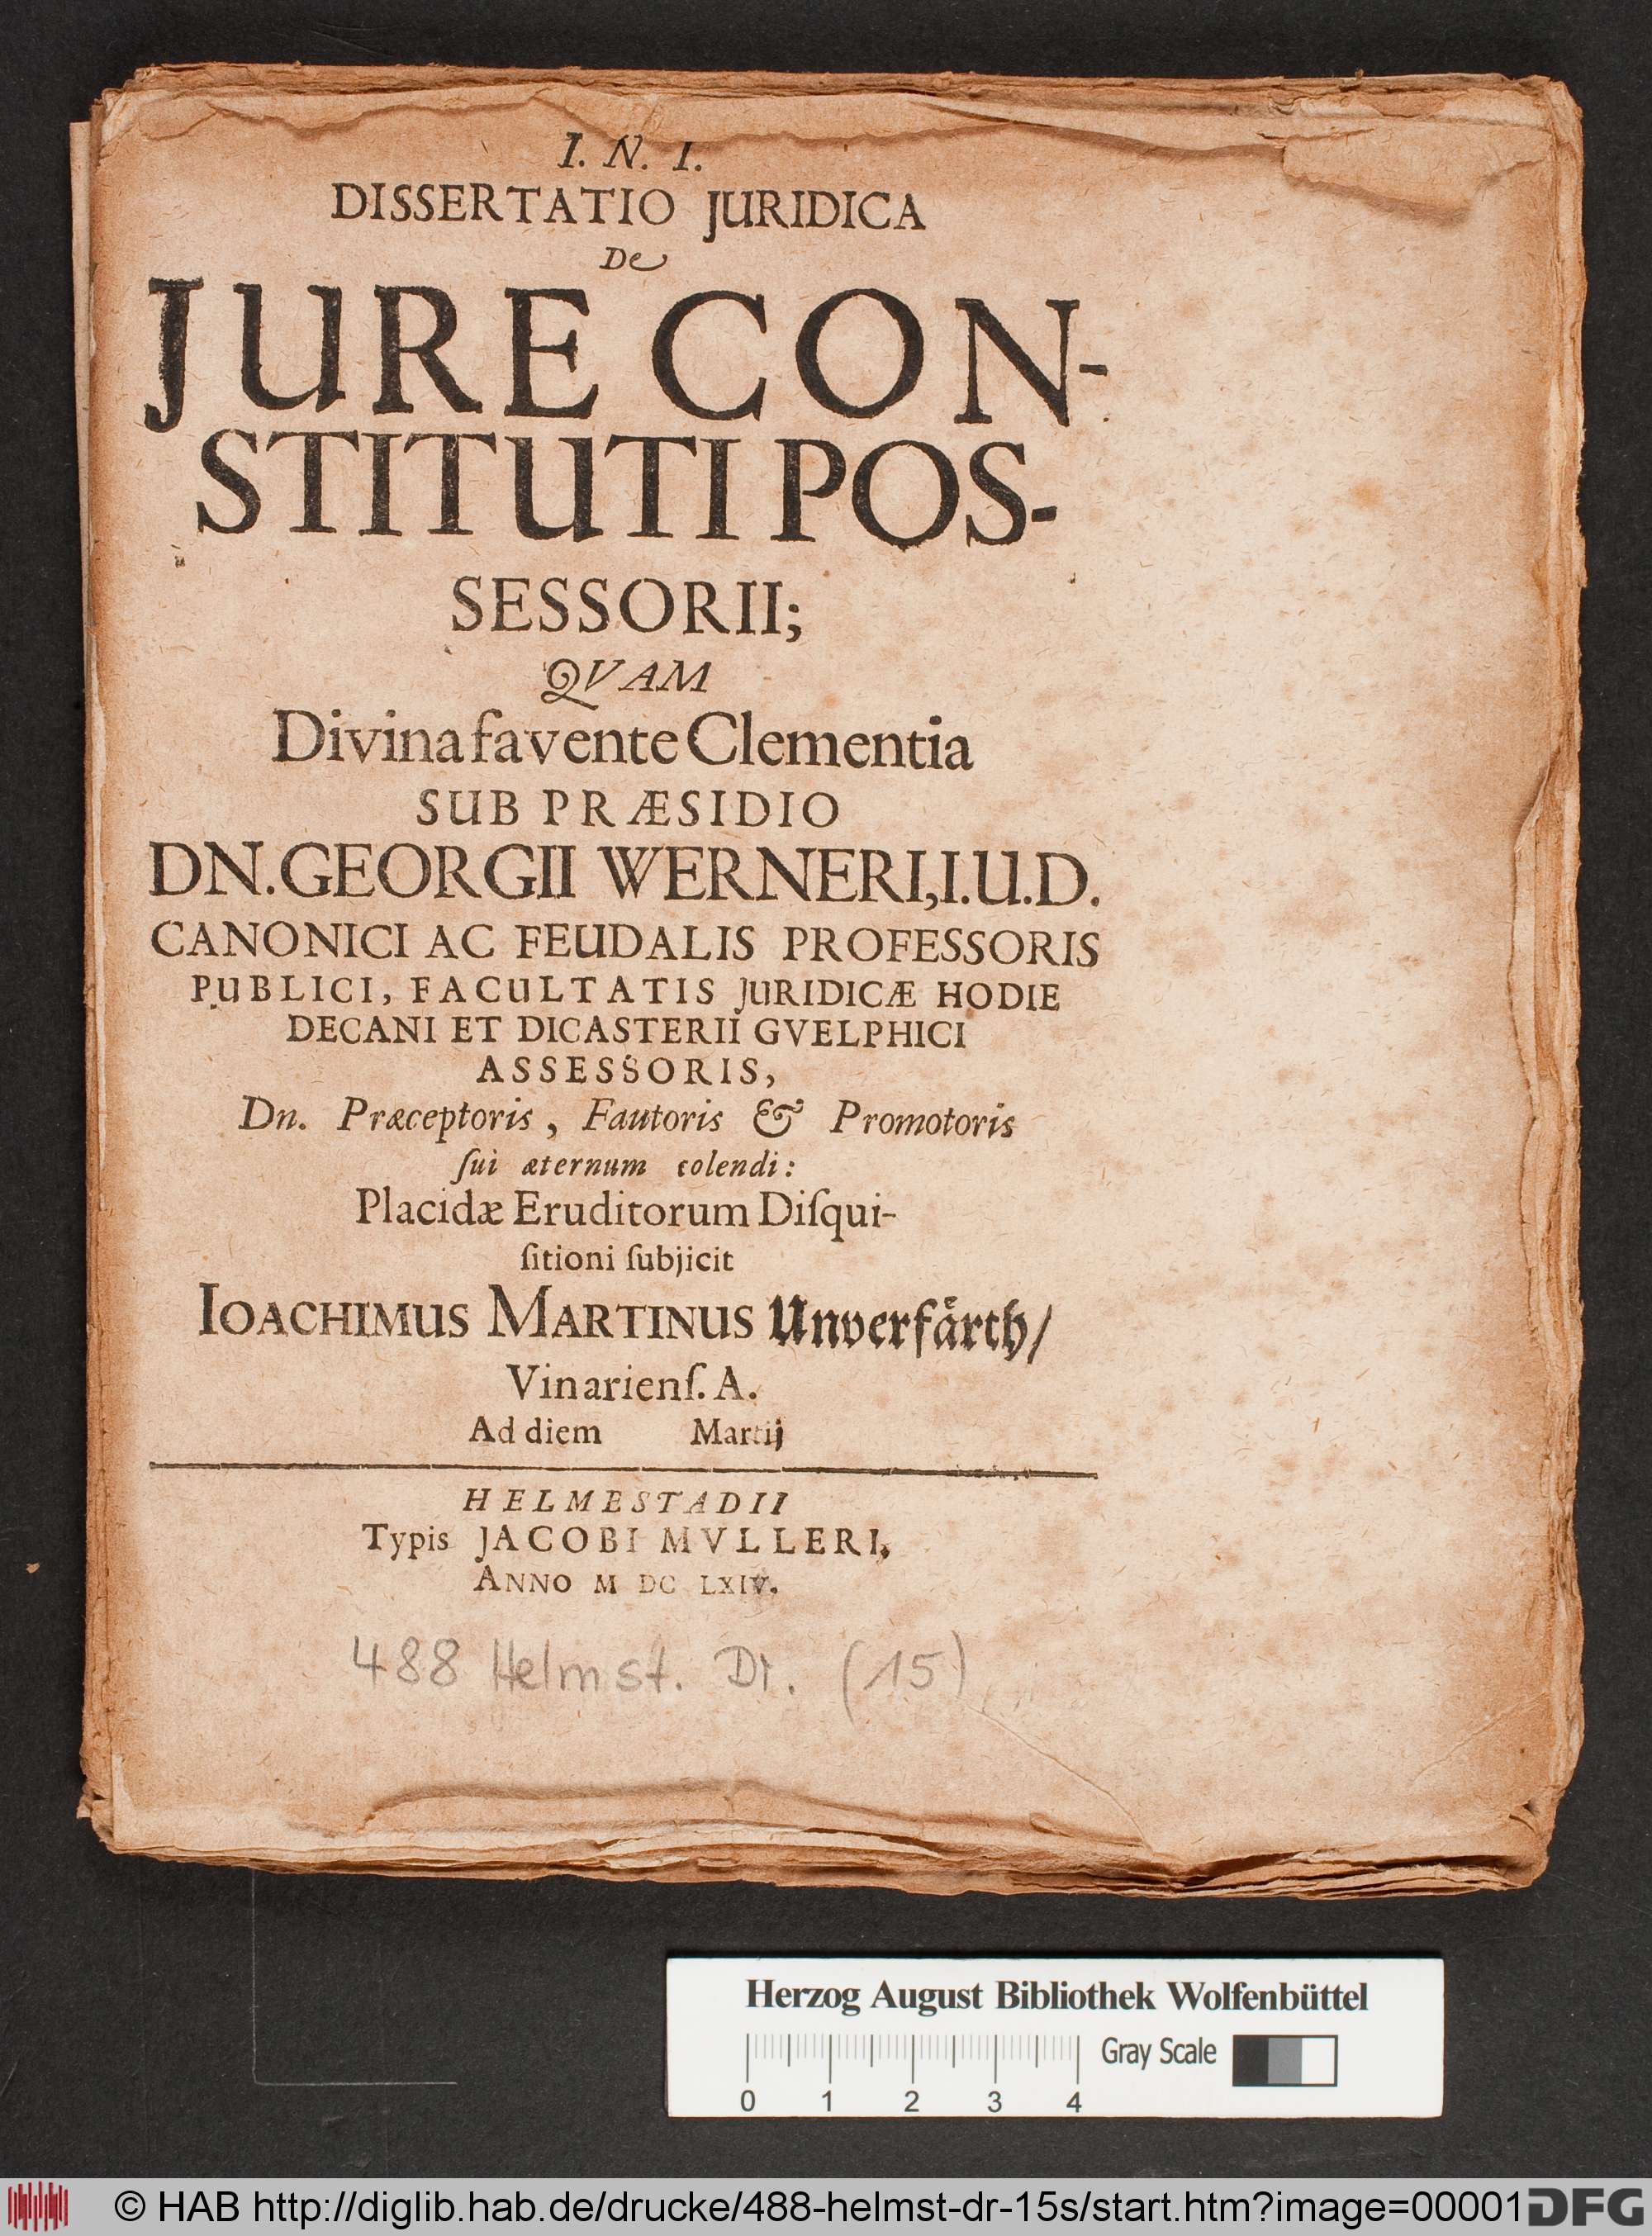 I. N. I.
DISSERTATIO JURIDICA
De
JURE CON-
STITUTI POS-
SESSORII;
QVAM
Divina favente Clementia
SUB PRÆSIDIO
DN. GEORGII WERNERI, I.U.D.
CANONICI AC FEUDALIS PROFESSORIS
PUBLICI, FACULTATIS JURIDICÆ HODIE
DECANI ET DICASTERII GVELPHICI
ASSESSORIS,
Dn. Præceptoris, Fautoris & Promotoris
ſui æternum colendi:
Placidæ Eruditorum Diſqui-
ſitioni ſubjicit
IOACHIMUS MARTINUS Unverfårth/
Vinarienſ. A.
Ad diem Martij
HELMESTADII
Typis JACOBI MVLLERI,
ANNO M DC LXIV.
488 Helmst. Dr. (15)
Herzog August Bibliothek Wolfenbüttel
Gray Scale
0 1 2 3 4
© HAB http://diglib.hab.de/drucke/488-helmst-dr-15s/start.htm?image=00001
DFG